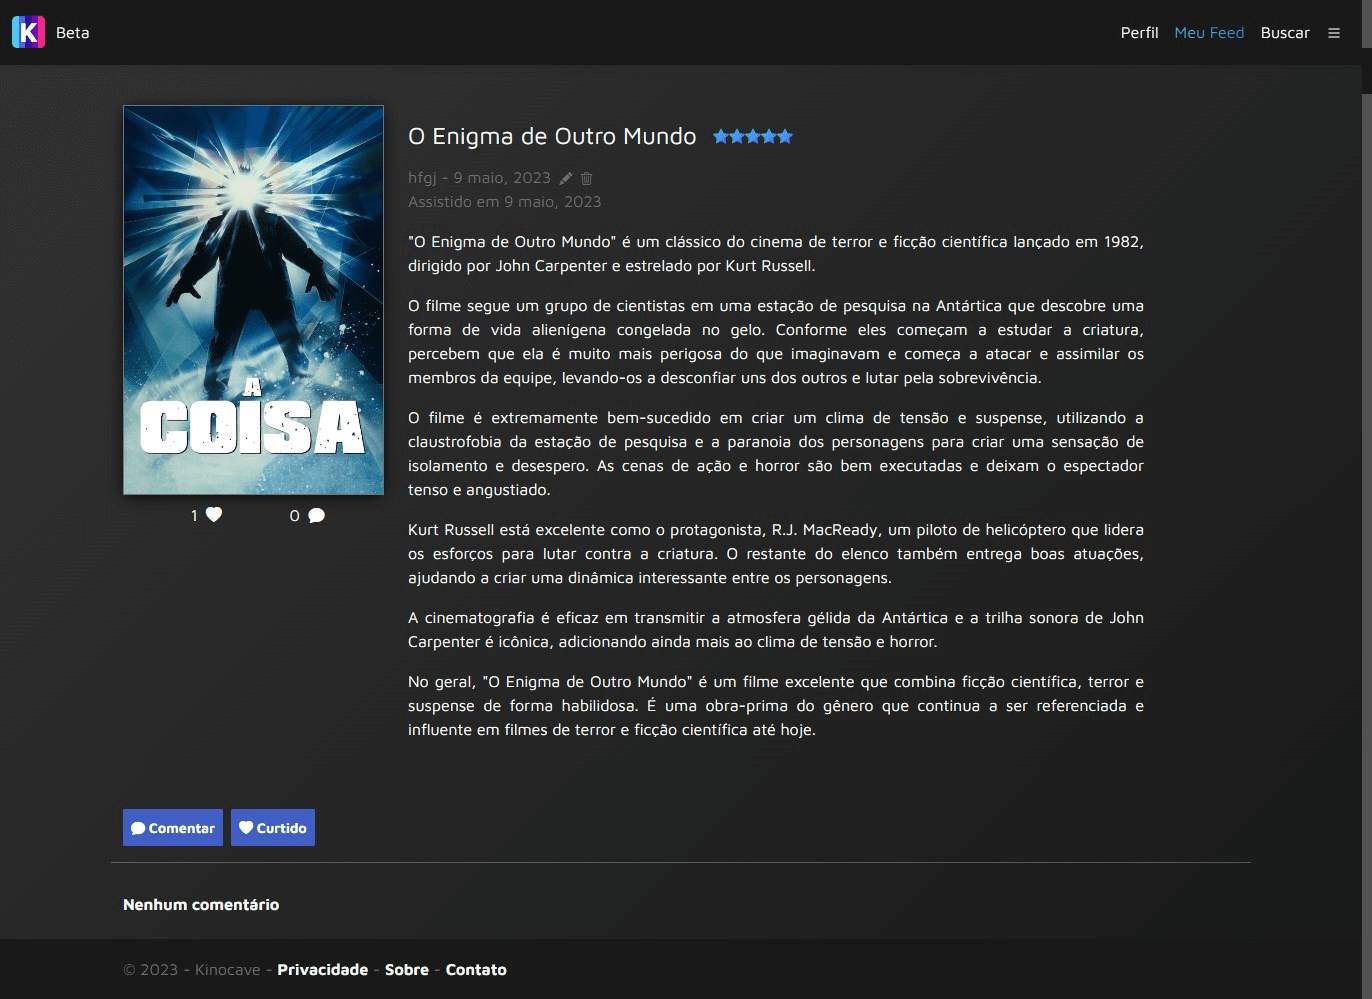 K Beta
Perfil Meu Feed Buscar
O Enigma de Outro Mundo
hfgj - 9 maio, 2023
Assistido em 9 maio, 2023
"O Enigma de Outro Mundo" é um clássico do cinema de terror e ficção científica lançado em 1982,
dirigido por John Carpenter e estrelado por Kurt Russell.
O filme segue um grupo de cientistas em uma estação de pesquisa na Antártica que descobre uma
forma de vida alienígena congelada no gelo. Conforme eles começam a estudar a criatura,
percebem que ela é muito mais perigosa do que imaginavam e começa a atacar e assimilar os
membros da equipe, levando-os a desconfiar uns dos outros e lutar pela sobrevivência.
O filme é extremamente bem-sucedido em criar um clima de tensão e suspense, utilizando a
claustrofobia da estação de pesquisa e a paranoia dos personagens para criar uma sensação de
isolamento e desespero. As cenas de ação e horror são bem executadas e deixam o espectador
tenso e angustiado.
Kurt Russell está excelente como o protagonista, R.J. MacReady, um piloto de helicóptero que lidera
os esforços para lutar contra a criatura. O restante do elenco também entrega boas atuações,
ajudando a criar uma dinâmica interessante entre os personagens.
A cinematografia é eficaz em transmitir a atmosfera gélida da Antártica e a trilha sonora de John
Carpenter é icônica, adicionando ainda mais ao clima de tensão e horror.
No geral, "O Enigma de Outro Mundo" é um filme excelente que combina ficção científica, terror e
suspense de forma habilidosa. É uma obra-prima do gênero que continua a ser referenciada e
influente em filmes de terror e ficção científica até hoje.
A
COISA
1 0
Comentar Curtido
Nenhum comentário
© 2023 - Kinocave - Privacidade - Sobre - Contato